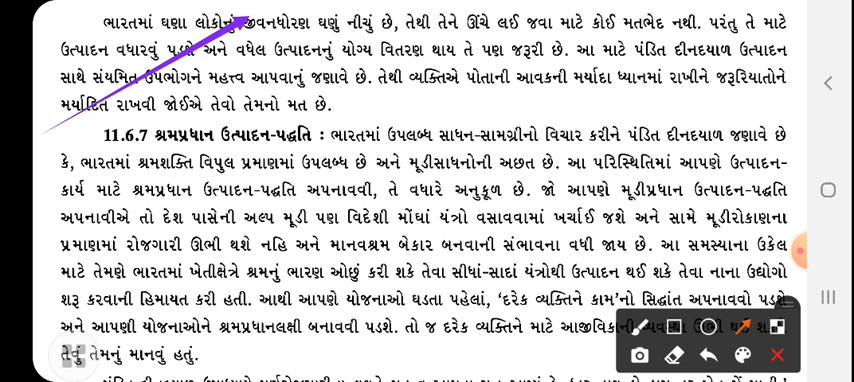 ભારતમાં ઘણા લોકોનું જીવનધોરણ ઘણું નીચું છે, તેથી તેને ઊંચે લઈ જવા માટે કોઈ મતભેદ નથી. પરંતુ તે માટે
ઉત્પાદન વધારવું પડશે અને વધેલ ઉત્પાદનનું યોગ્ય વિતરણ થાય તે પણ જરૂરી છે. આ માટે પંડિત દીનદયાળ ઉત્પાદન
સાથે સંયમિત ઉપભોગને મહત્ત્વ આપવાનું જણાવે છે. તેથી વ્યક્તિએ પોતાની આવકની મર્યાદા ધ્યાનમાં રાખીને જરૂરિયાતોને
મર્યાદિત રાખવી જોઈએ તેવો તેમનો મત છે.
11.6.7 શ્રમપ્રધાન ઉત્પાદન-પદ્ધતિ : ભારતમાં ઉપલબ્ધ સાધન-સામગ્રીનો વિચાર કરીને પંડિત દીનદયાળ જણાવે છે
કે, ભારતમાં શ્રમશક્તિ વિપુલ પ્રમાણમાં ઉપલબ્ધ છે અને મૂડીસાધનોની અછત છે. આ પરિસ્થિતિમાં આપણે ઉત્પાદન-
કાર્ય માટે શ્રમપ્રધાન ઉત્પાદન-પદ્ધતિ અપનાવવી, તે વધારે અનુકૂળ છે. જો આપણે મૂડીપ્રધાન ઉત્પાદન-પદ્ધતિ
અપનાવીએ તો દેશ પાસેની અલ્પ મૂડી પણ વિદેશી મોંઘાં યંત્રો વસાવવામાં ખર્ચાઈ જશે અને સામે મૂડીરોકાણના
પ્રમાણમાં રોજગારી ઊભી થશે નહિ અને માનવશ્રમ બેકાર બનવાની સંભાવના વધી જાય છે. આ સમસ્યાના ઉકેલ
માટે તેમણે ભારતમાં ખેતીક્ષેત્રે શ્રમનું ભારણ ઓછું કરી શકે તેવા સીધાં-સાદાં યંત્રોથી ઉત્પાદન થઈ શકે તેવા નાના ઉદ્યોગો
શરૂ કરવાની હિમાયત કરી હતી. આથી આપણે યોજનાઓ ઘડતા પહેલાં, ‘દરેક વ્યક્તિને કામ’નો સિદ્ધાંત અપનાવવો પડશે
અને આપણી યોજનાઓને શ્રમપ્રધાનલક્ષી બનાવવી પડશે. તો જ દરેક વ્યક્તિને માટે આજીવિકાની વ્યવસ્થા ઊભી થઈ
તેવું તેમનું માનવું હતું.